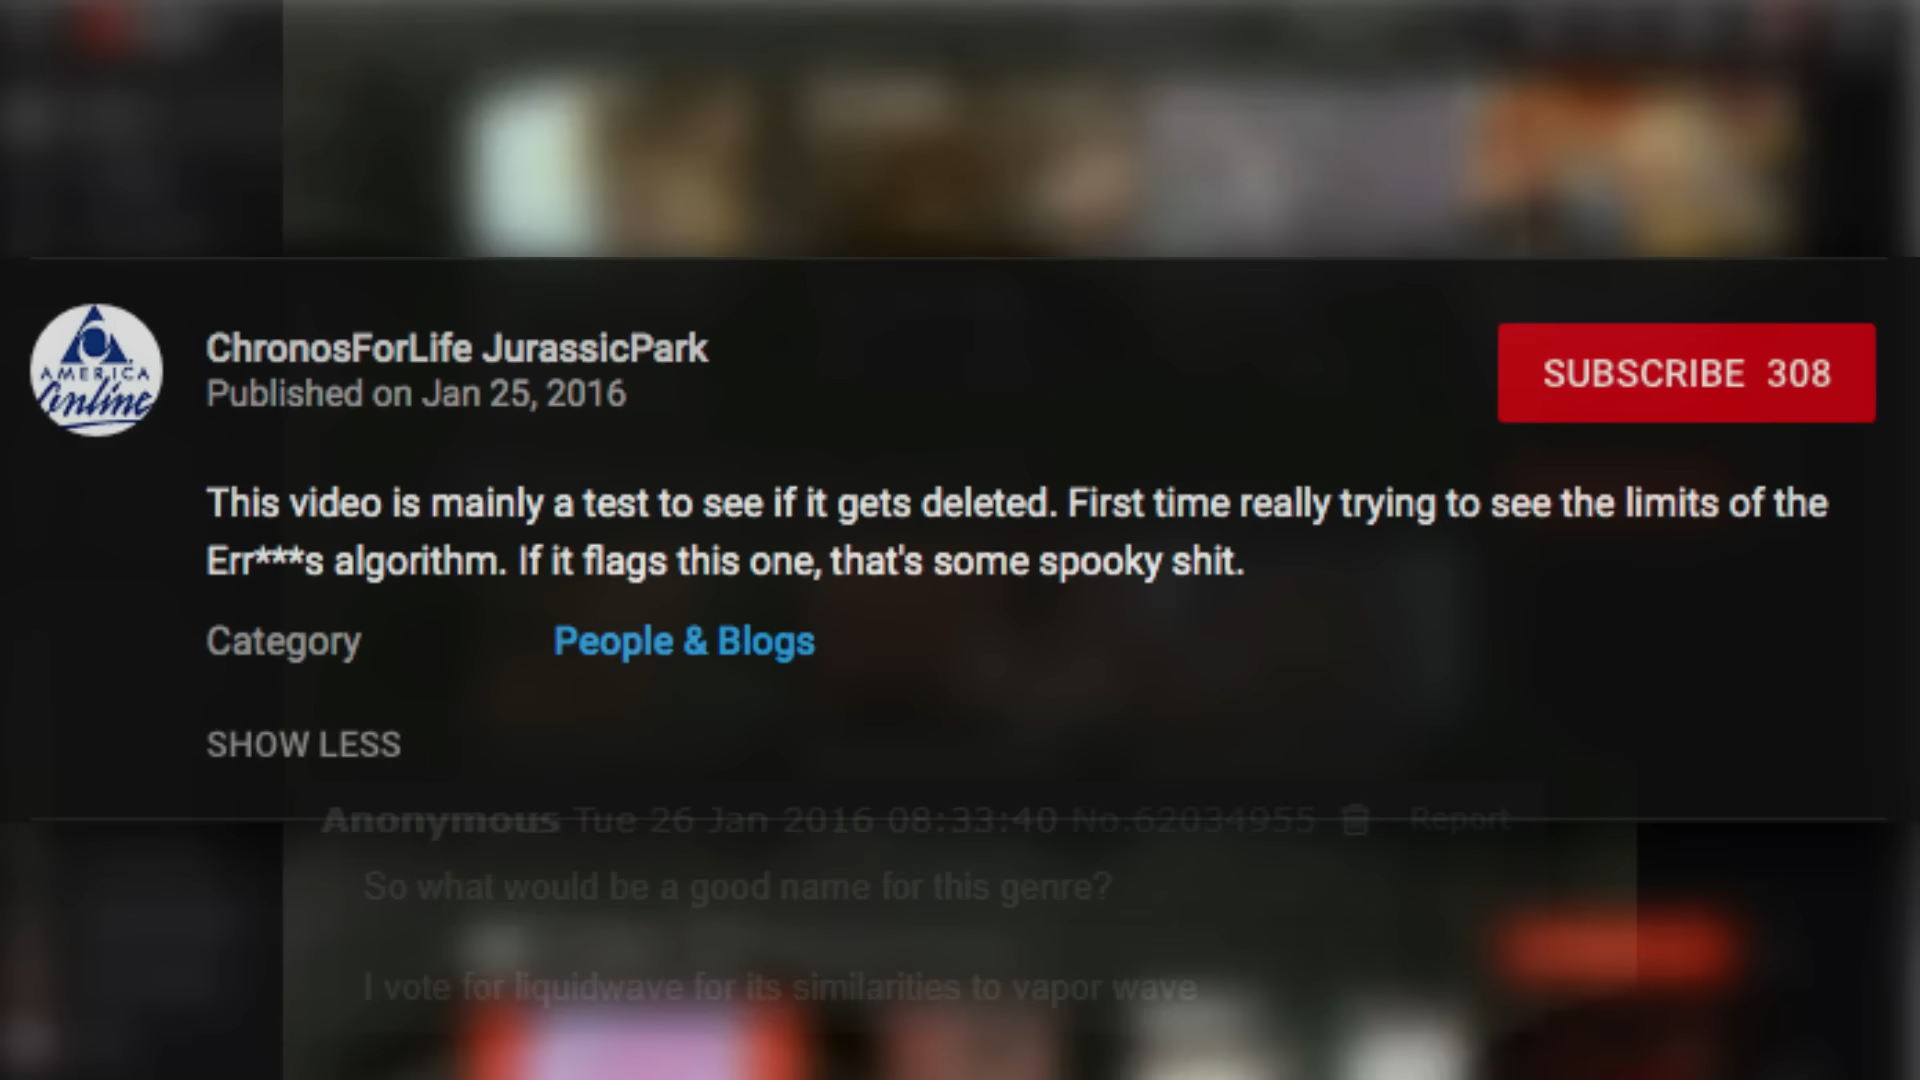 AMERICA
Online
ChronosForLife JurassicPark
Published on Jan 25, 2016
SUBSCRIBE 308
This video is mainly a test to see if it gets deleted. First time really trying to see the limits of the
Err***s algorithm. If it flags this one, that's some spooky shit.
Category People & Blogs
SHOW LESS
Anonymous Tue 26 Jan 2016 08:33:40 No.62034955 Report
So what would be a good name for this genre?
I vote for liquidwave for its similarities to vapor wave